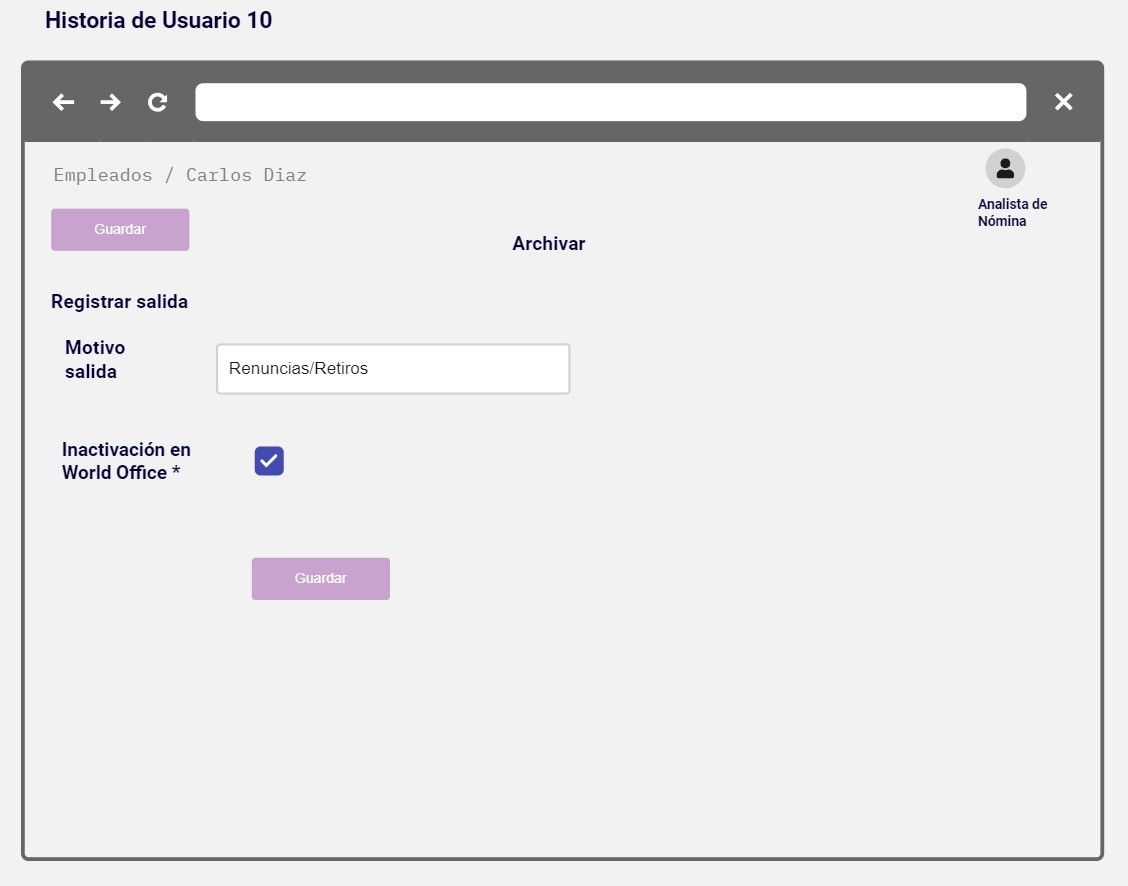 Historia de Usuario 10
Empleados / Carlos Diaz
Analista de
Nómina
Guardar
Archivar
Registrar salida
Motivo
salida
Renuncias/Retiros
Inactivación en
World Office *
Guardar